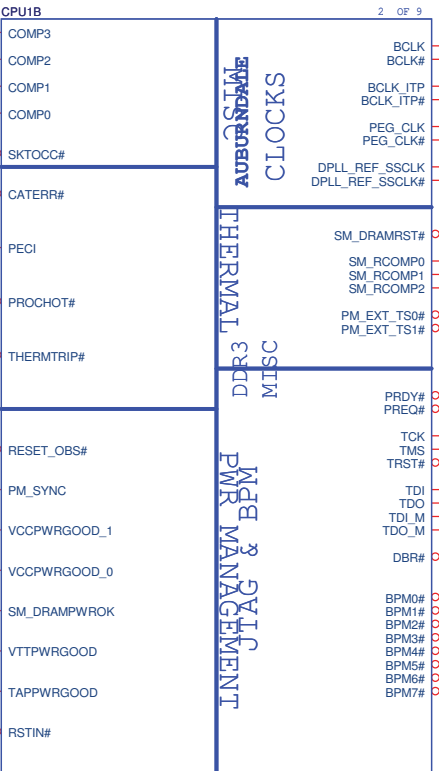 CPU1B
2 OF 9
COMP3
COMP2
COMP1
COMP0
SKTOCC#
CATERR#
PECI
PROCHOT#
THERMTRIP#
RESET_OBS#
PM_SYNC
VCCPWRGOOD_1
VCCPWRGOOD_0
SM_DRAMPWROK
VTTPWRGOOD
TAPPWRGOOD
RSTIN#
MISC
THERMAL
PWR MANAGEMENT
AUBURNDALE
CLOCKS
DDR3
MISC
JTAG & BPM
BCLK
BCLK#
BCLK_ITP
BCLK_ITP#
PEG_CLK
PEG_CLK#
DPLL_REF_SSCLK
DPLL_REF_SSCLK#
SM_DRAMRST#
SM_RCOMP0
SM_RCOMP1
SM_RCOMP2
PM_EXT_TS0#
PM_EXT_TS1#
PRDY#
PREQ#
TCK
TMS
TRST#
TDI
TDO
TDI_M
TDO_M
DBR#
BPM0#
BPM1#
BPM2#
BPM3#
BPM4#
BPM5#
BPM6#
BPM7#